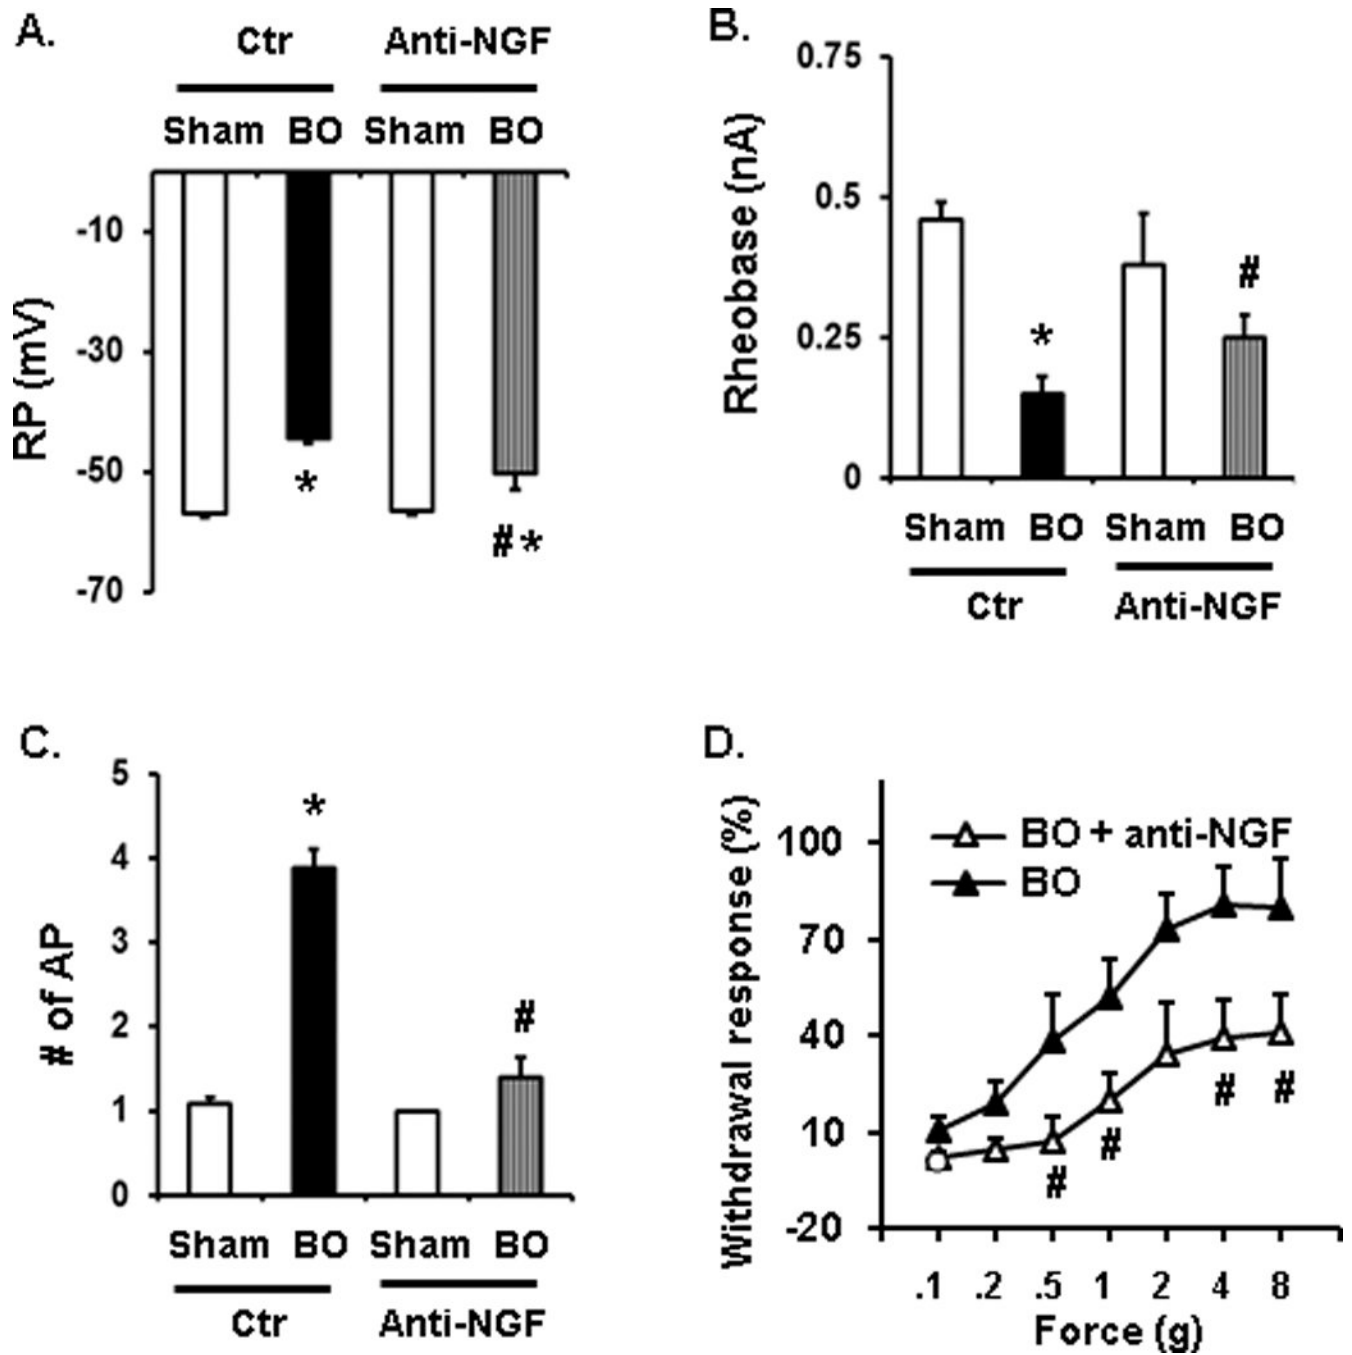 A.
Ctr Anti-NGF
Sham BO Sham BO
-10
-30
-50
-70
RP (mV)
*
#*
B.
0.75
0.5
0.25
0
Rheobase (nA)
*
#
Sham BO Sham BO
Ctr Anti-NGF
C.
5
4
3
2
1
0
# of AP
*
#
Sham BO Sham BO
Ctr Anti-NGF
D.
100
70
40
10
-20
Withdrawal response (%)
BO + anti-NGF
BO
# # # #
.1 .2 .5 1 2 4 8
Force (g)